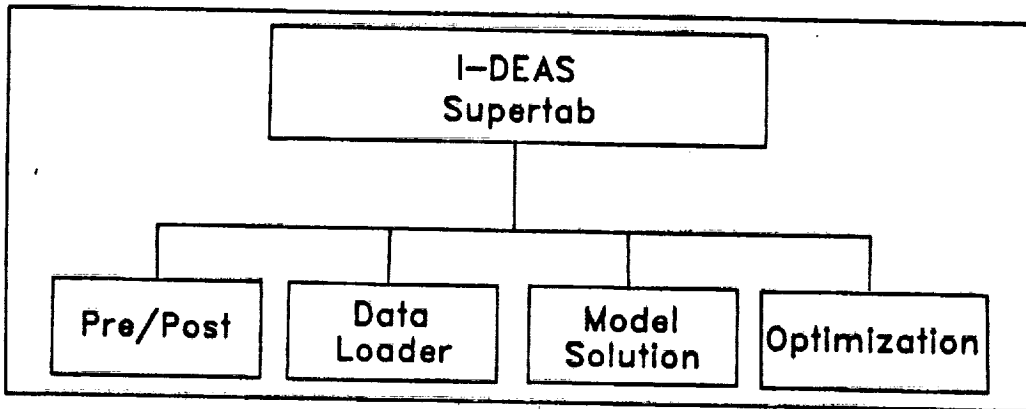 I-DEAS
Supertab
Pre/Post
Data
Loader
Model
Solution
Optimization